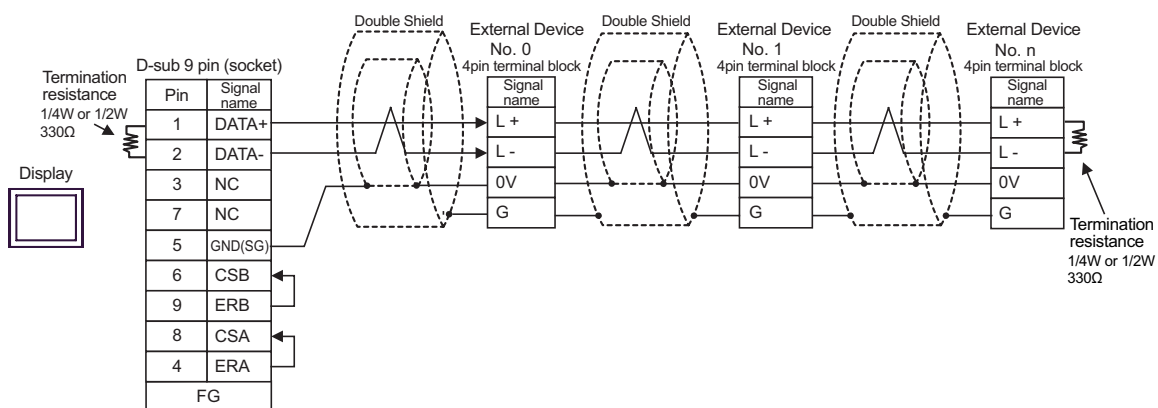 Double Shield
Double Shield
Double Shield
External Device
No. 0
4pin terminal block
External Device
No. 1
4pin terminal block
External Device
No. n
4pin terminal block
D-sub 9 pin (socket)
Termination
resistance
1/4W or 1/2W
330Ω
Display
Pin Signal name
1 DATA+
2 DATA-
3 NC
7 NC
5 GND(SG)
6 CSB
9 ERB
8 CSA
4 ERA
FG
Signal
name
L +
L -
0V
G
Signal
name
L +
L -
0V
G
Signal
name
L +
L -
0V
G
Termination
resistance
1/4W or 1/2W
330Ω